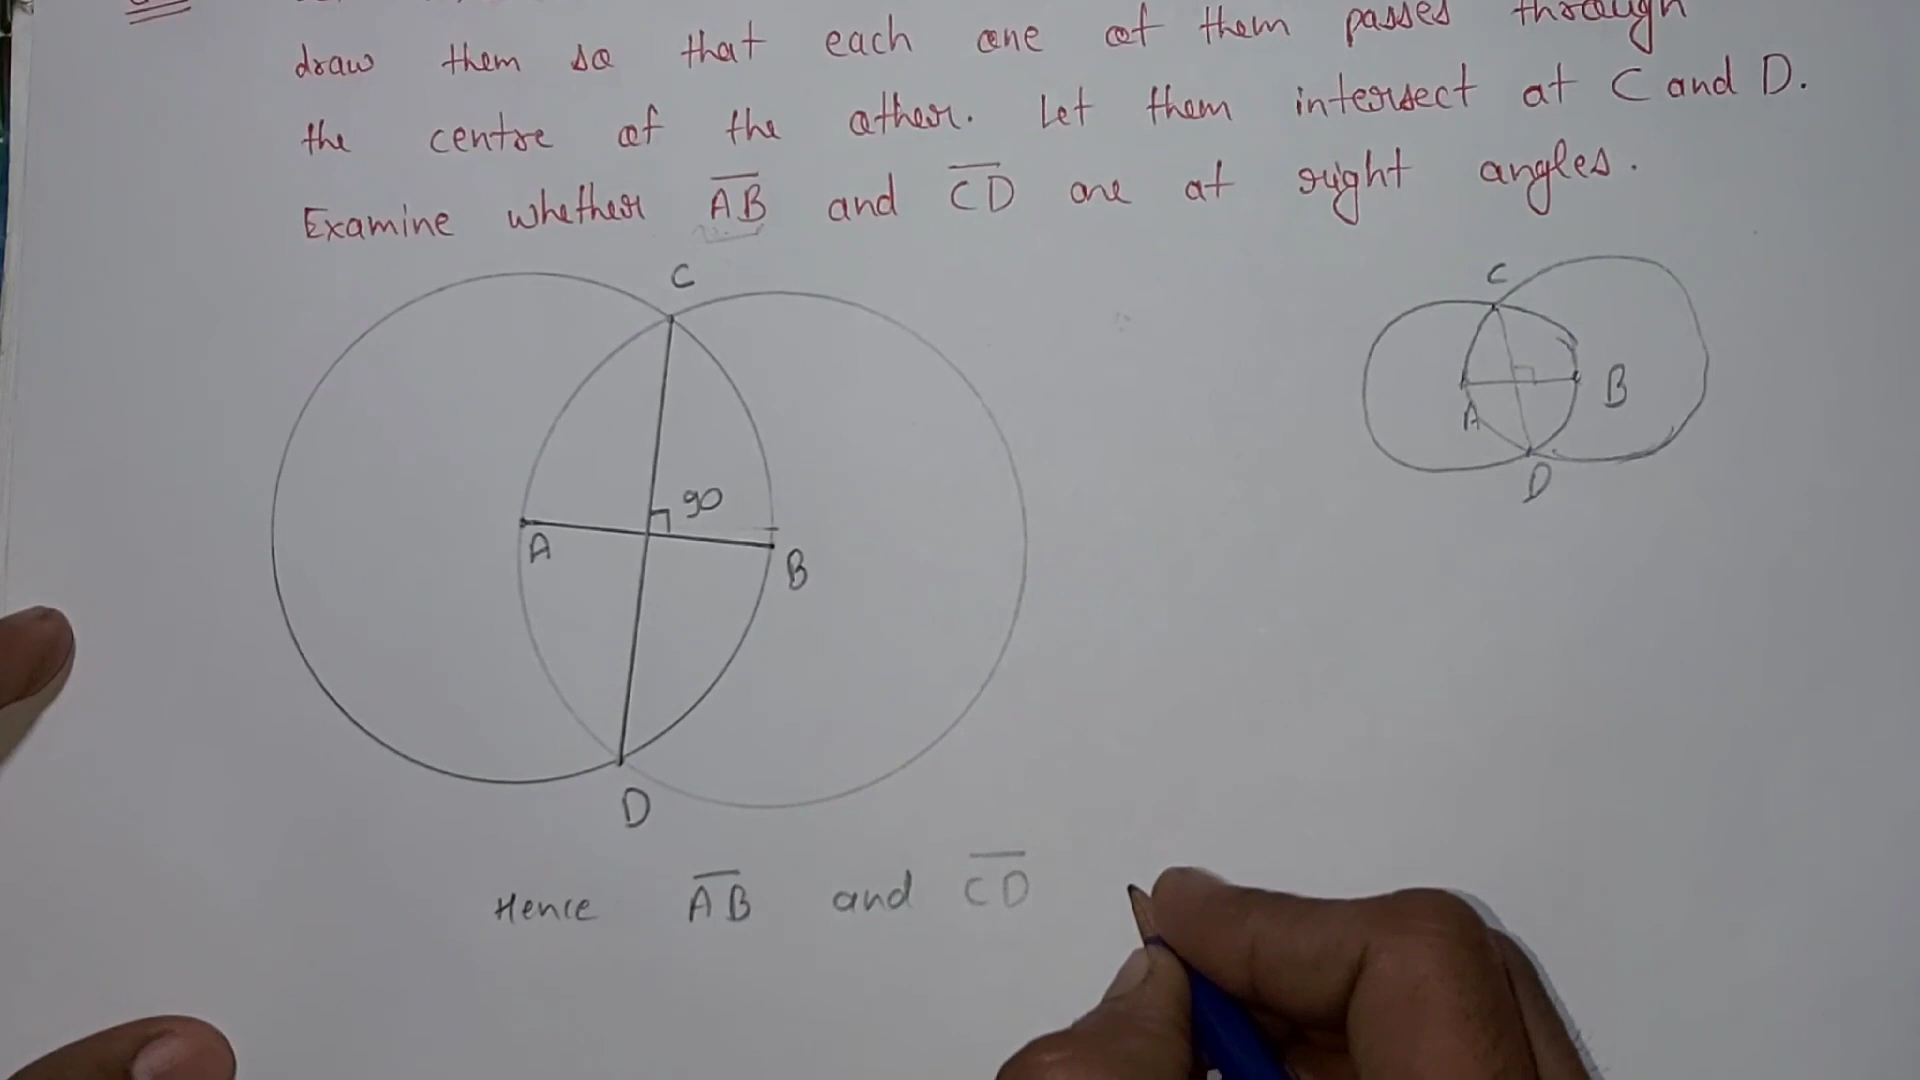 draw them so that each one of them passes through
the centre of the other. Let them intersect at C and D.
Examine whether AB and CD are at right angles.
C
C
90
A
B
A
B
D
D
Hence AB and CD